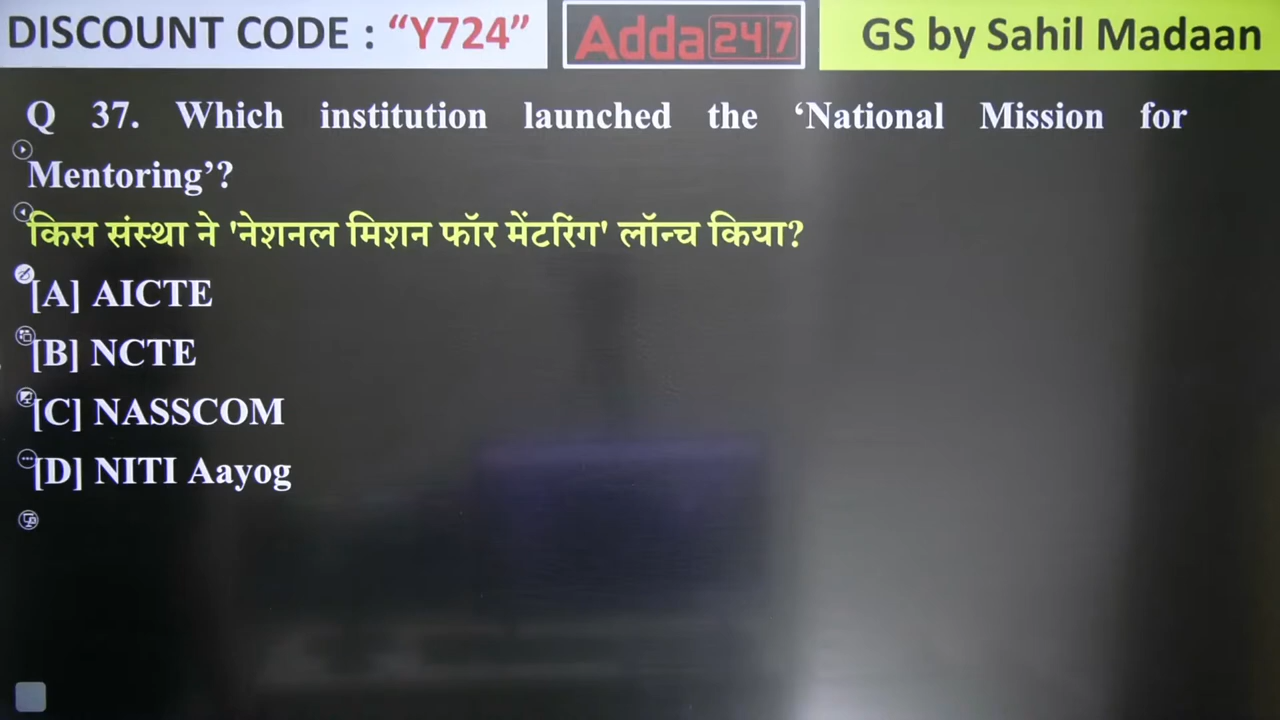 DISCOUNT CODE : “Y724”
Adda247
GS by Sahil Madaan
Q 37. Which institution launched the ‘National Mission for
Mentoring’?
किस संस्था ने 'नेशनल मिशन फॉर मेंटरिंग' लॉन्च किया?
[A] AICTE
[B] NCTE
[C] NASSCOM
[D] NITI Aayog